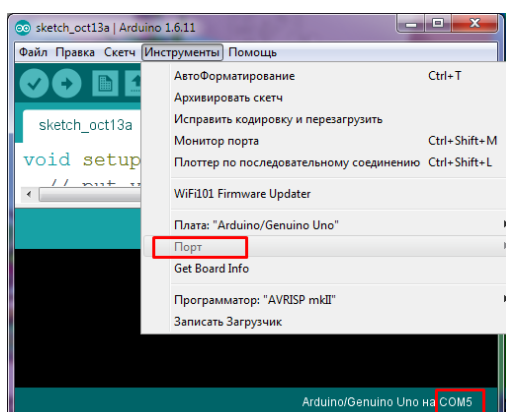 sketch_oct13a | Arduino 1.6.11
Файл Правка Скетч Инструменты Помощь
АвтоФорматирование Ctrl+T
Архивировать скетч
Исправить кодировку и перезагрузить
Монитор порта Ctrl+Shift+M
Плоттер по последовательному соединению Ctrl+Shift+L
WiFi101 Firmware Updater
Плата: "Arduino/Genuino Uno"
Порт
Get Board Info
Программатор: "AVRISP mkII"
Записать Загрузчик
sketch_oct13a
void setup
//
Arduino/Genuino Uno на COM5